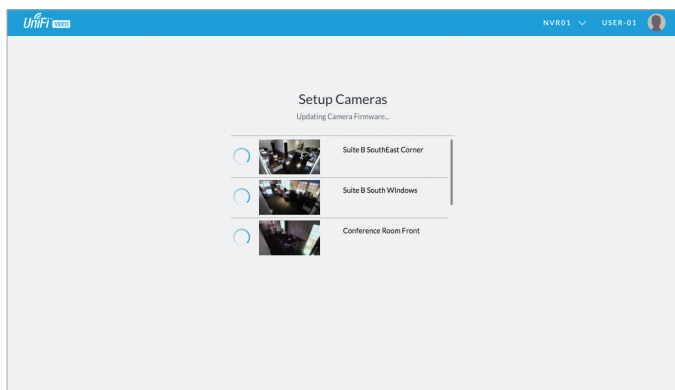 UniFi VIDEO
NVR01 USER-01
Setup Cameras
Updating Camera Firmware...
Suite B SouthEast Corner
Suite B South WIndows
Conference Room Front